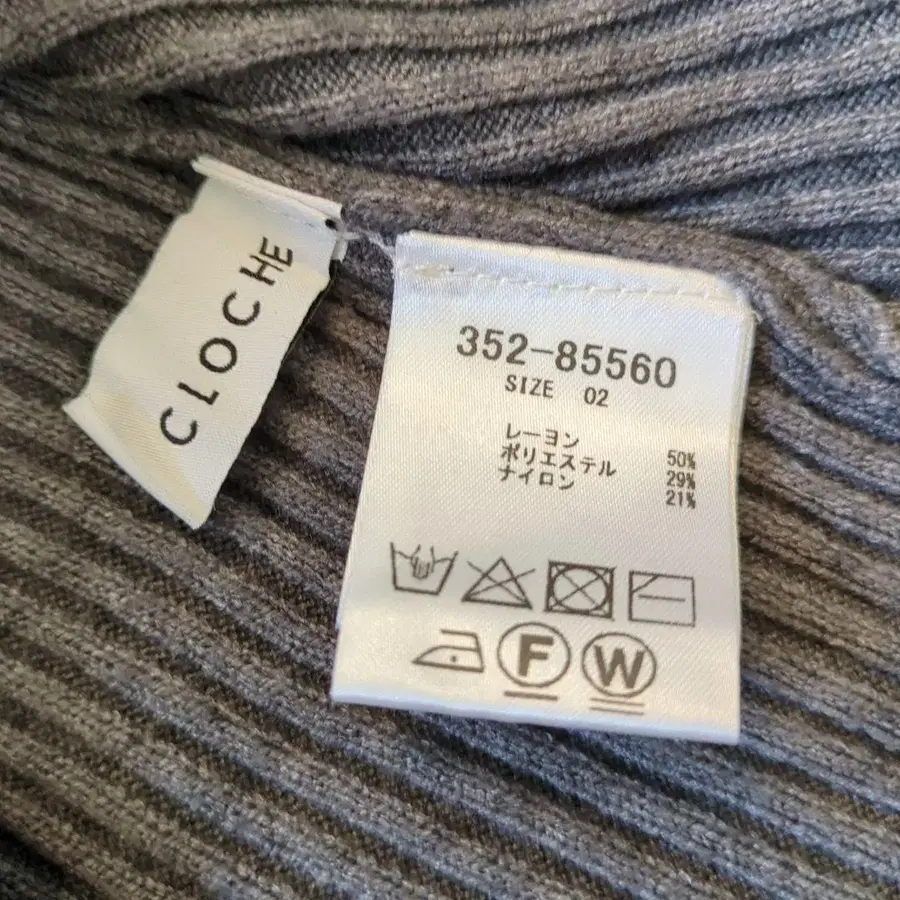 CLOCHE
352-85560
SIZE 02
レーヨン 50%
ポリエステル 29%
ナイロン 21%
F W